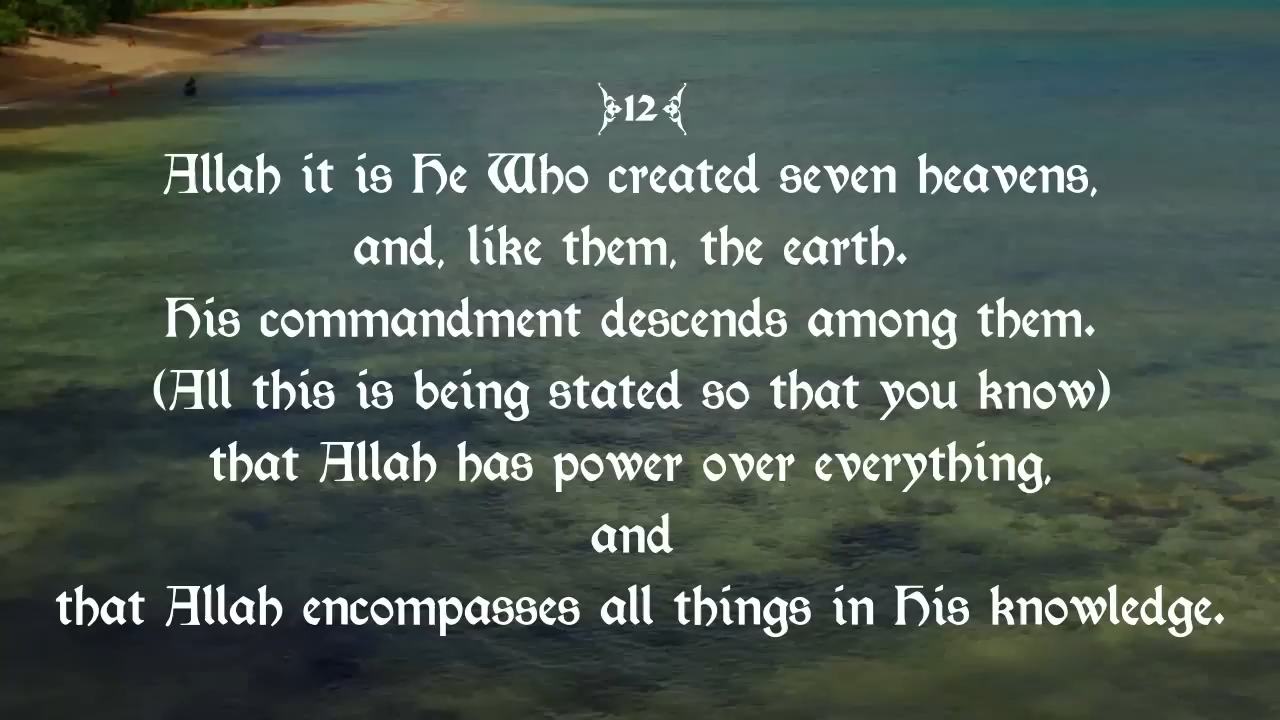 12
Allah it is He Who created seven heavens,
and, like them, the earth.
His commandment descends among them.
(All this is being stated so that you know)
that Allah has power over everything,
and
that Allah encompasses all things in His knowledge.